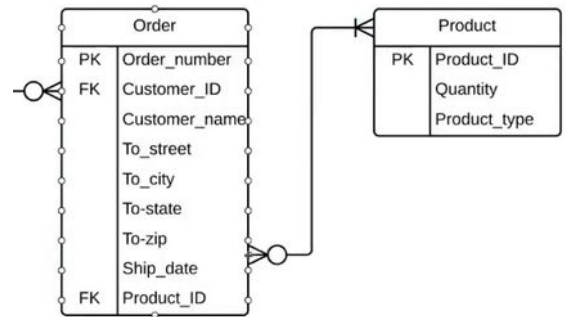 Order
PK Order_number
FK Customer_ID
Customer_name
To_street
To_city
To-state
To-zip
Ship_date
FK Product_ID
Product
PK Product_ID
Quantity
Product_type